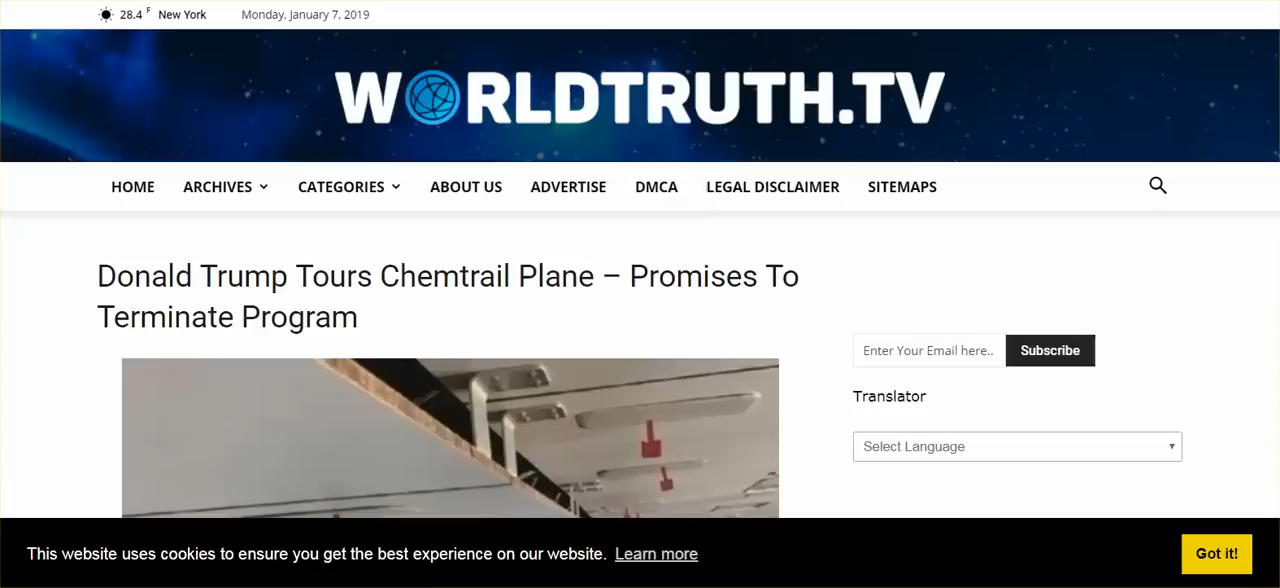 28.4 F New York Monday, January 7, 2019
WORLDTRUTH.TV
HOME ARCHIVES CATEGORIES ABOUT US ADVERTISE DMCA LEGAL DISCLAIMER SITEMAPS
Donald Trump Tours Chemtrail Plane – Promises To
Terminate Program
Enter Your Email here.. Subscribe
Translator
Select Language
This website uses cookies to ensure you get the best experience on our website. Learn more Got it!